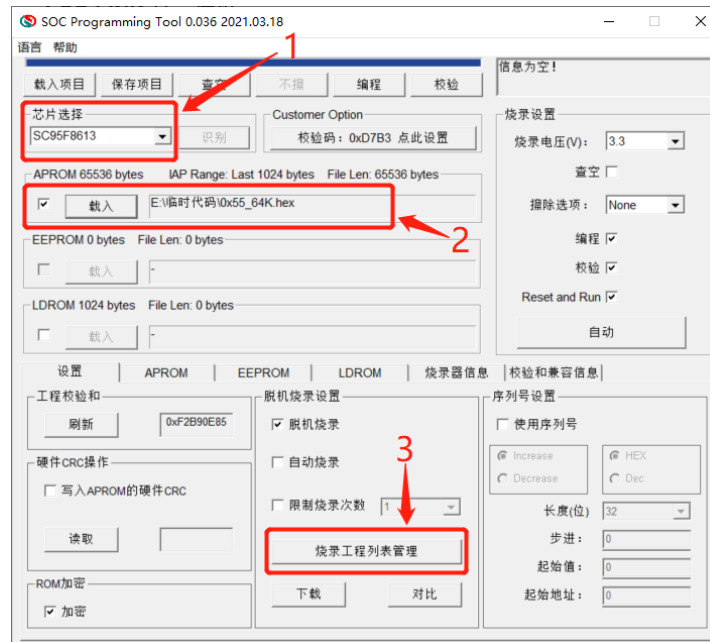 SOC Programming Tool 0.036 2021.03.18
语言 帮助
载入项目 保存项目 查空 不擦 编程 校验
信息为空!
1
芯片选择
SC95F8613 识别
Customer Option
校验码：0xD7B3 点此设置
APROM 65536 bytes IAP Range: Last 1024 bytes File Len: 65536 bytes
载入 E:\临时代码\0x55_64K.hex
2
EEPROM 0 bytes File Len: 0 bytes
载入 -
LDROM 1024 bytes File Len: 0 bytes
载入 -
烧录设置
烧录电压(V)： 3.3
查空
擦除选项： None
编程
校验
Reset and Run
自动
设置 APROM EEPROM LDROM 烧录器信息 校验和兼容信息
工程校验和
刷新 0xF2B90E85
硬件CRC操作
写入APROM的硬件CRC
读取
ROM加密
加密
脱机烧录设置
脱机烧录
自动烧录
3
限制烧录次数 1
烧录工程列表管理
下载 对比
序列号设置
使用序列号
Increase HEX
Decrease Dec
长度(位) 32
步进： 0
起始值： 0
起始地址： 0